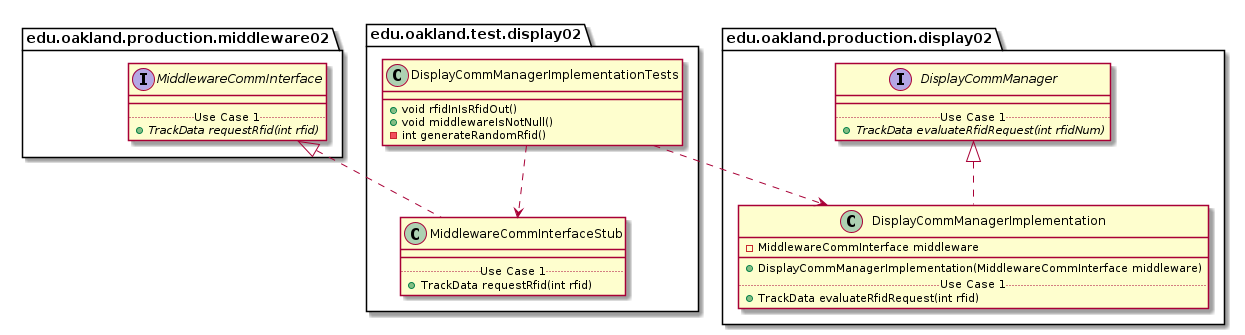 edu.oakland.production.middleware02
I MiddlewareCommInterface
Use Case 1
TrackData requestRfid(int rfid)
edu.oakland.test.display02
C DisplayCommManagerImplementationTests
void rfidInIsRfidOut()
void middlewareIsNotNull()
int generateRandomRfid()
C MiddlewareCommInterfaceStub
Use Case 1
TrackData requestRfid(int rfid)
edu.oakland.production.display02
I DisplayCommManager
Use Case 1
TrackData evaluateRfidRequest(int rfidNum)
C DisplayCommManagerImplementation
MiddlewareCommInterface middleware
DisplayCommManagerImplementation(MiddlewareCommInterface middleware)
Use Case 1
TrackData evaluateRfidRequest(int rfid)